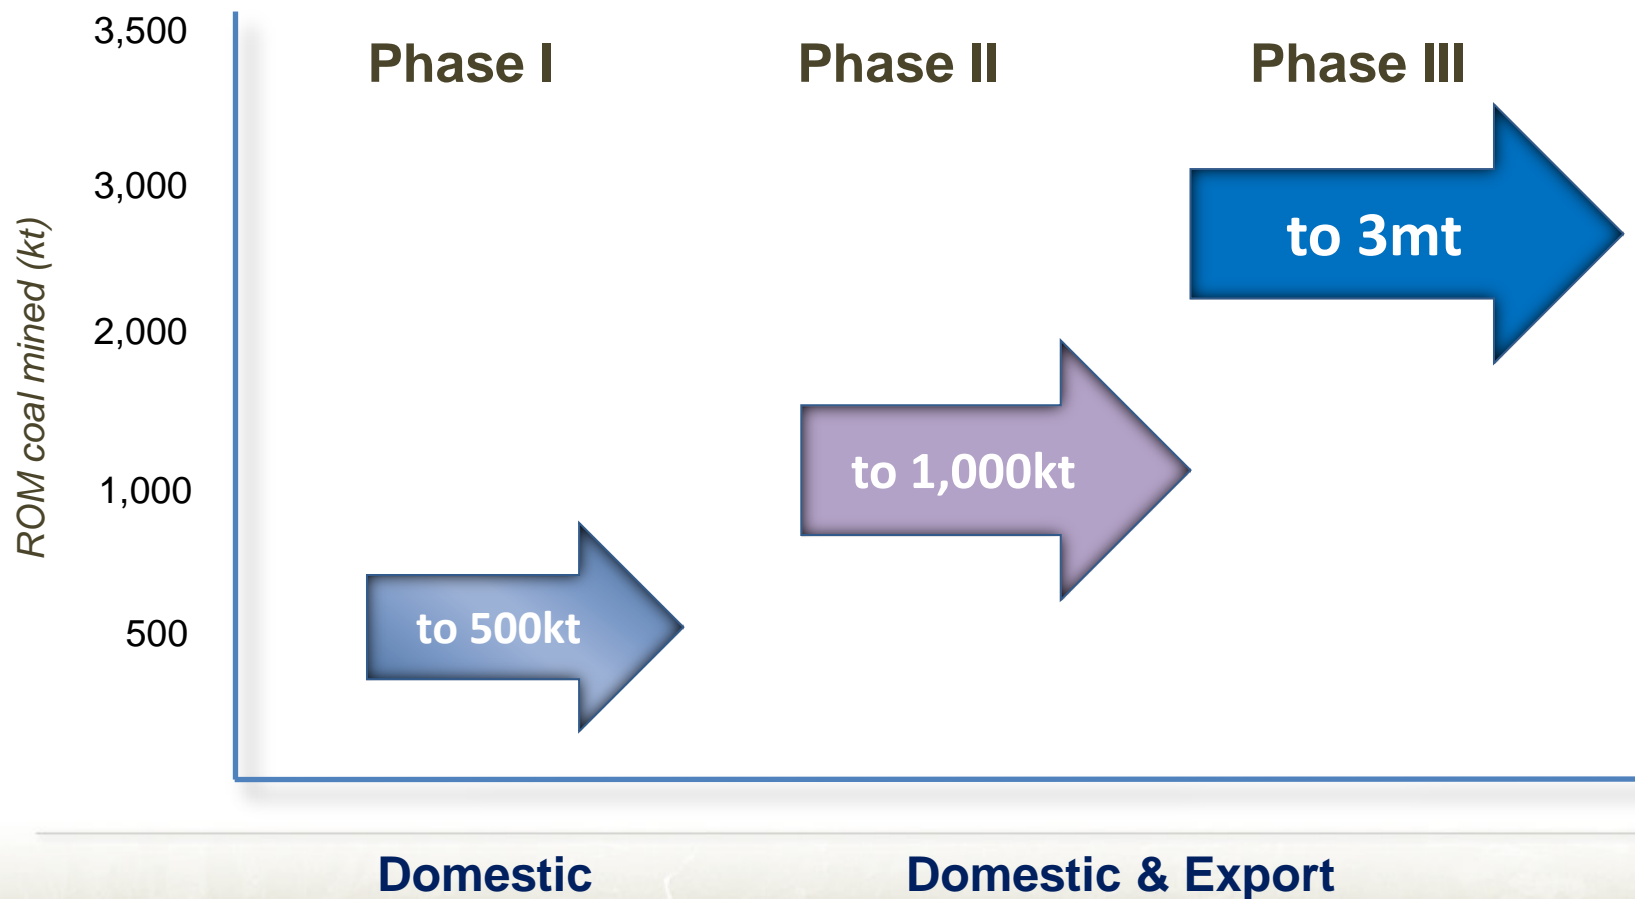 3,500
Phase I
Phase II
Phase III
3,000
to 3mt
2,000
ROM coal mined (kt)
1,000
to 1,000kt
500
to 500kt
Domestic
Domestic & Export